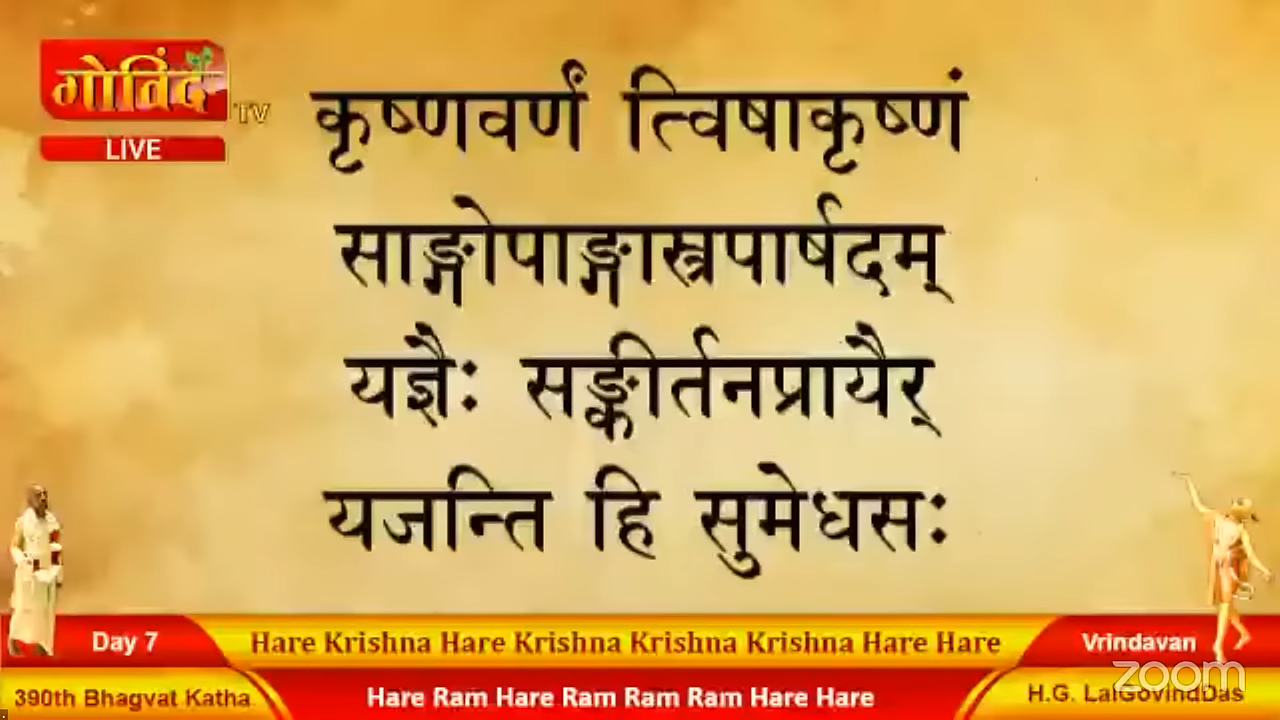 गोविंद
TV
LIVE
कृष्णवर्णं त्विषाकृष्णं
साङ्गोपाङ्गास्त्रपार्षदम्
यज्ञैः सङ्कीर्तनप्रायैर्
यजन्ति हि सुमेधसः
Day 7
Hare Krishna Hare Krishna Krishna Krishna Hare Hare
Vrindavan
zoom
390th Bhagvat Katha
Hare Ram Hare Ram Ram Ram Hare Hare
H.G. LalGovindDas